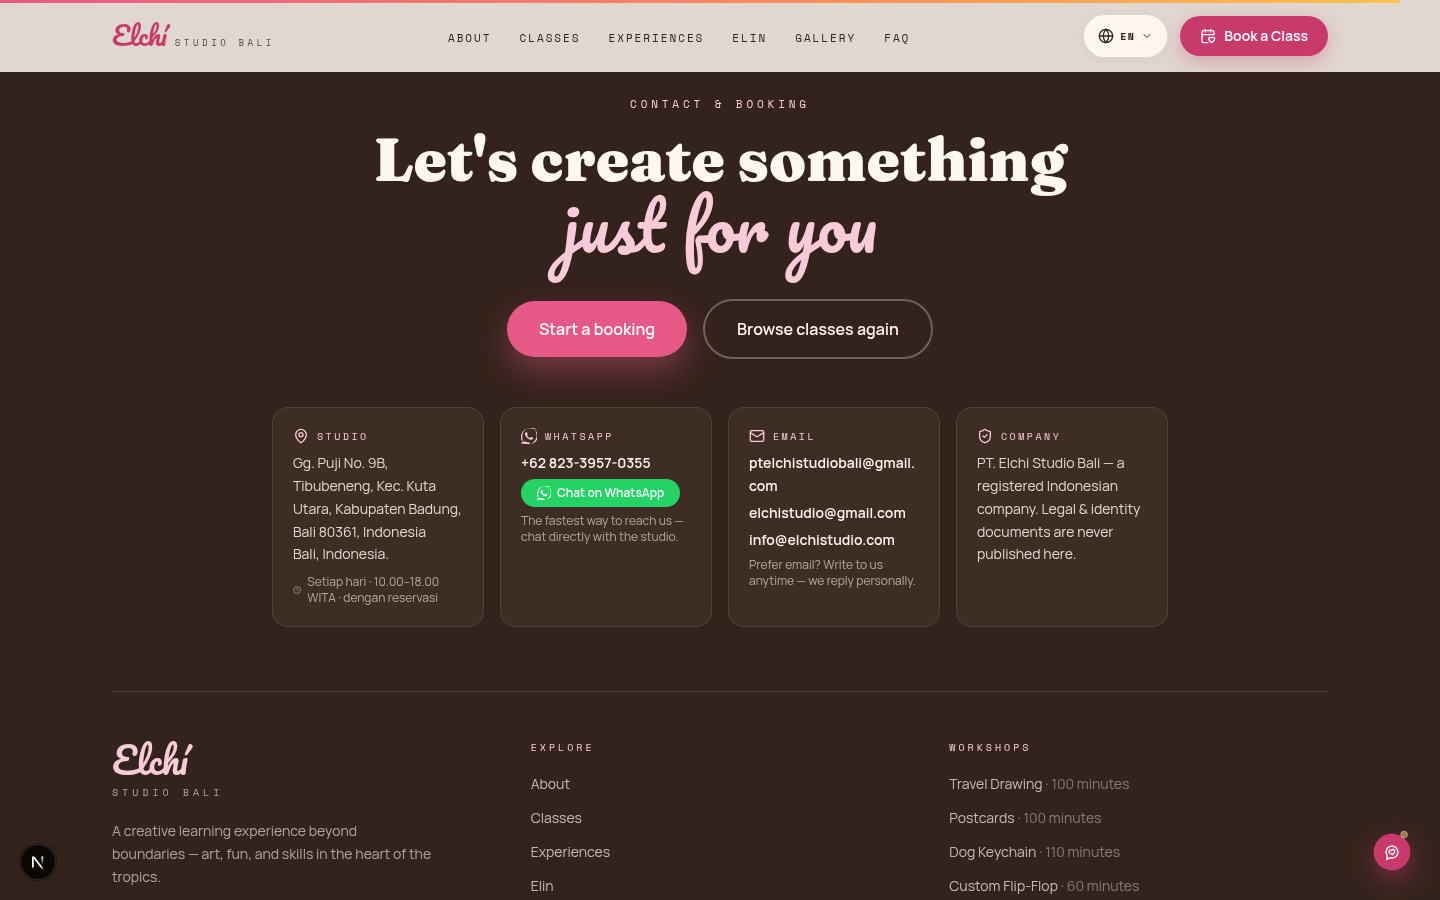 Elchí STUDIO BALI
ABOUT CLASSES EXPERIENCES ELIN GALLERY FAQ
EN
Book a Class
CONTACT & BOOKING
Let's create something
just for you
Start a booking
Browse classes again
STUDIO
Gg. Puji No. 9B,
Tibubeneng, Kec. Kuta
Utara, Kabupaten Badung,
Bali 80361, Indonesia
Bali, Indonesia.
Setiap hari · 10.00–18.00
WITA · dengan reservasi
WHATSAPP
+62 823-3957-0355
Chat on WhatsApp
The fastest way to reach us —
chat directly with the studio.
EMAIL
ptelchistudiobali@gmail.
com
elchistudio@gmail.com
info@elchistudio.com
Prefer email? Write to us
anytime — we reply personally.
COMPANY
PT. Elchi Studio Bali — a
registered Indonesian
company. Legal & identity
documents are never
published here.
Elchí
STUDIO BALI
A creative learning experience beyond
boundaries — art, fun, and skills in the heart of the
tropics.
EXPLORE
About
Classes
Experiences
Elin
WORKSHOPS
Travel Drawing · 100 minutes
Postcards · 100 minutes
Dog Keychain · 110 minutes
Custom Flip-Flop · 60 minutes
N